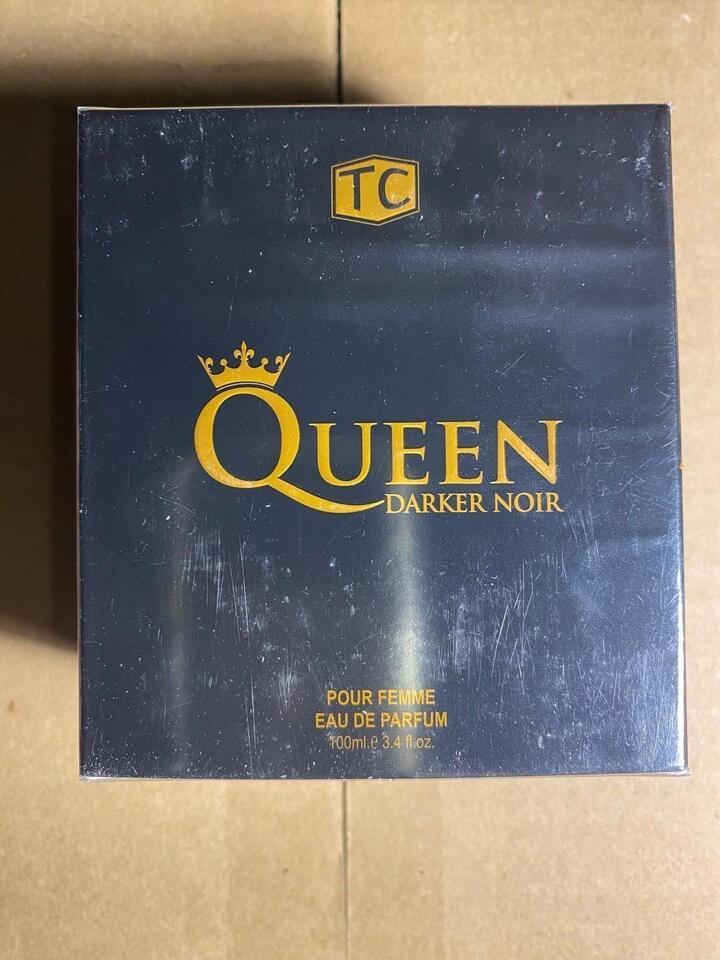 TC
QUEEN
DARKER NOIR
POUR FEMME
EAU DE PARFUM
100ml.e 3.4 fl.oz.